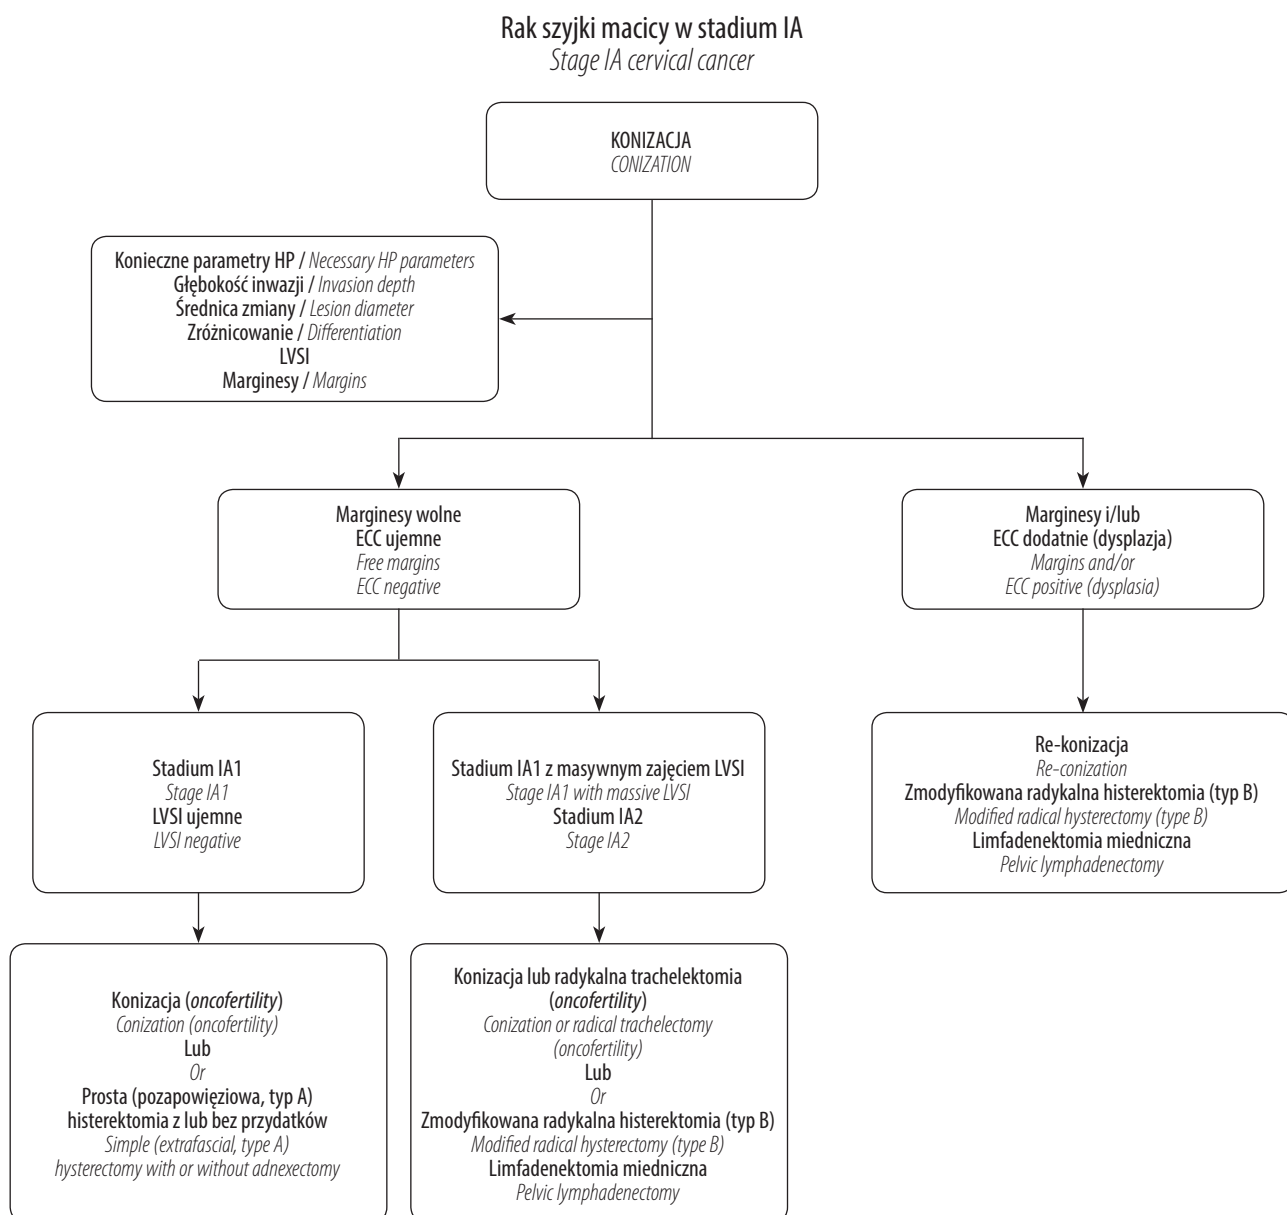 Rak szyjki macicy w stadium IA
Stage IA cervical cancer
KONIZACJA
CONIZATION
Konieczne parametry HP / Necessary HP parameters
Głębokość inwazji / Invasion depth
Średnica zmiany / Lesion diameter
Zróżnicowanie / Differentiation
LVSI
Marginesy / Margins
Marginesy wolne
ECC ujemne
Free margins
ECC negative
Marginesy i/lub
ECC dodatnie (dysplazja)
Margins and/or
ECC positive (dysplasia)
Stadium IA1
Stage IA1
LVSI ujemne
LVSI negative
Stadium IA1 z masywnym zajęciem LVSI
Stage IA1 with massive LVSI
Stadium IA2
Stage IA2
Re-konizacja
Re-conization
Zmodyfikowana radykalna histerektomia (typ B)
Modified radical hysterectomy (type B)
Limfadenektomia miedniczna
Pelvic lymphadenectomy
Konizacja (oncofertility)
Conization (oncofertility)
Lub
Or
Prosta (pozapowięziowa, typ A)
histerektomia z lub bez przydatków
Simple (extrafascial, type A)
hysterectomy with or without adnexectomy
Konizacja lub radykalna trachelektomia
(oncofertility)
Conization or radical trachelectomy
(oncofertility)
Lub
Or
Zmodyfikowana radykalna histerektomia (typ B)
Modified radical hysterectomy (type B)
Limfadenektomia miedniczna
Pelvic lymphadenectomy